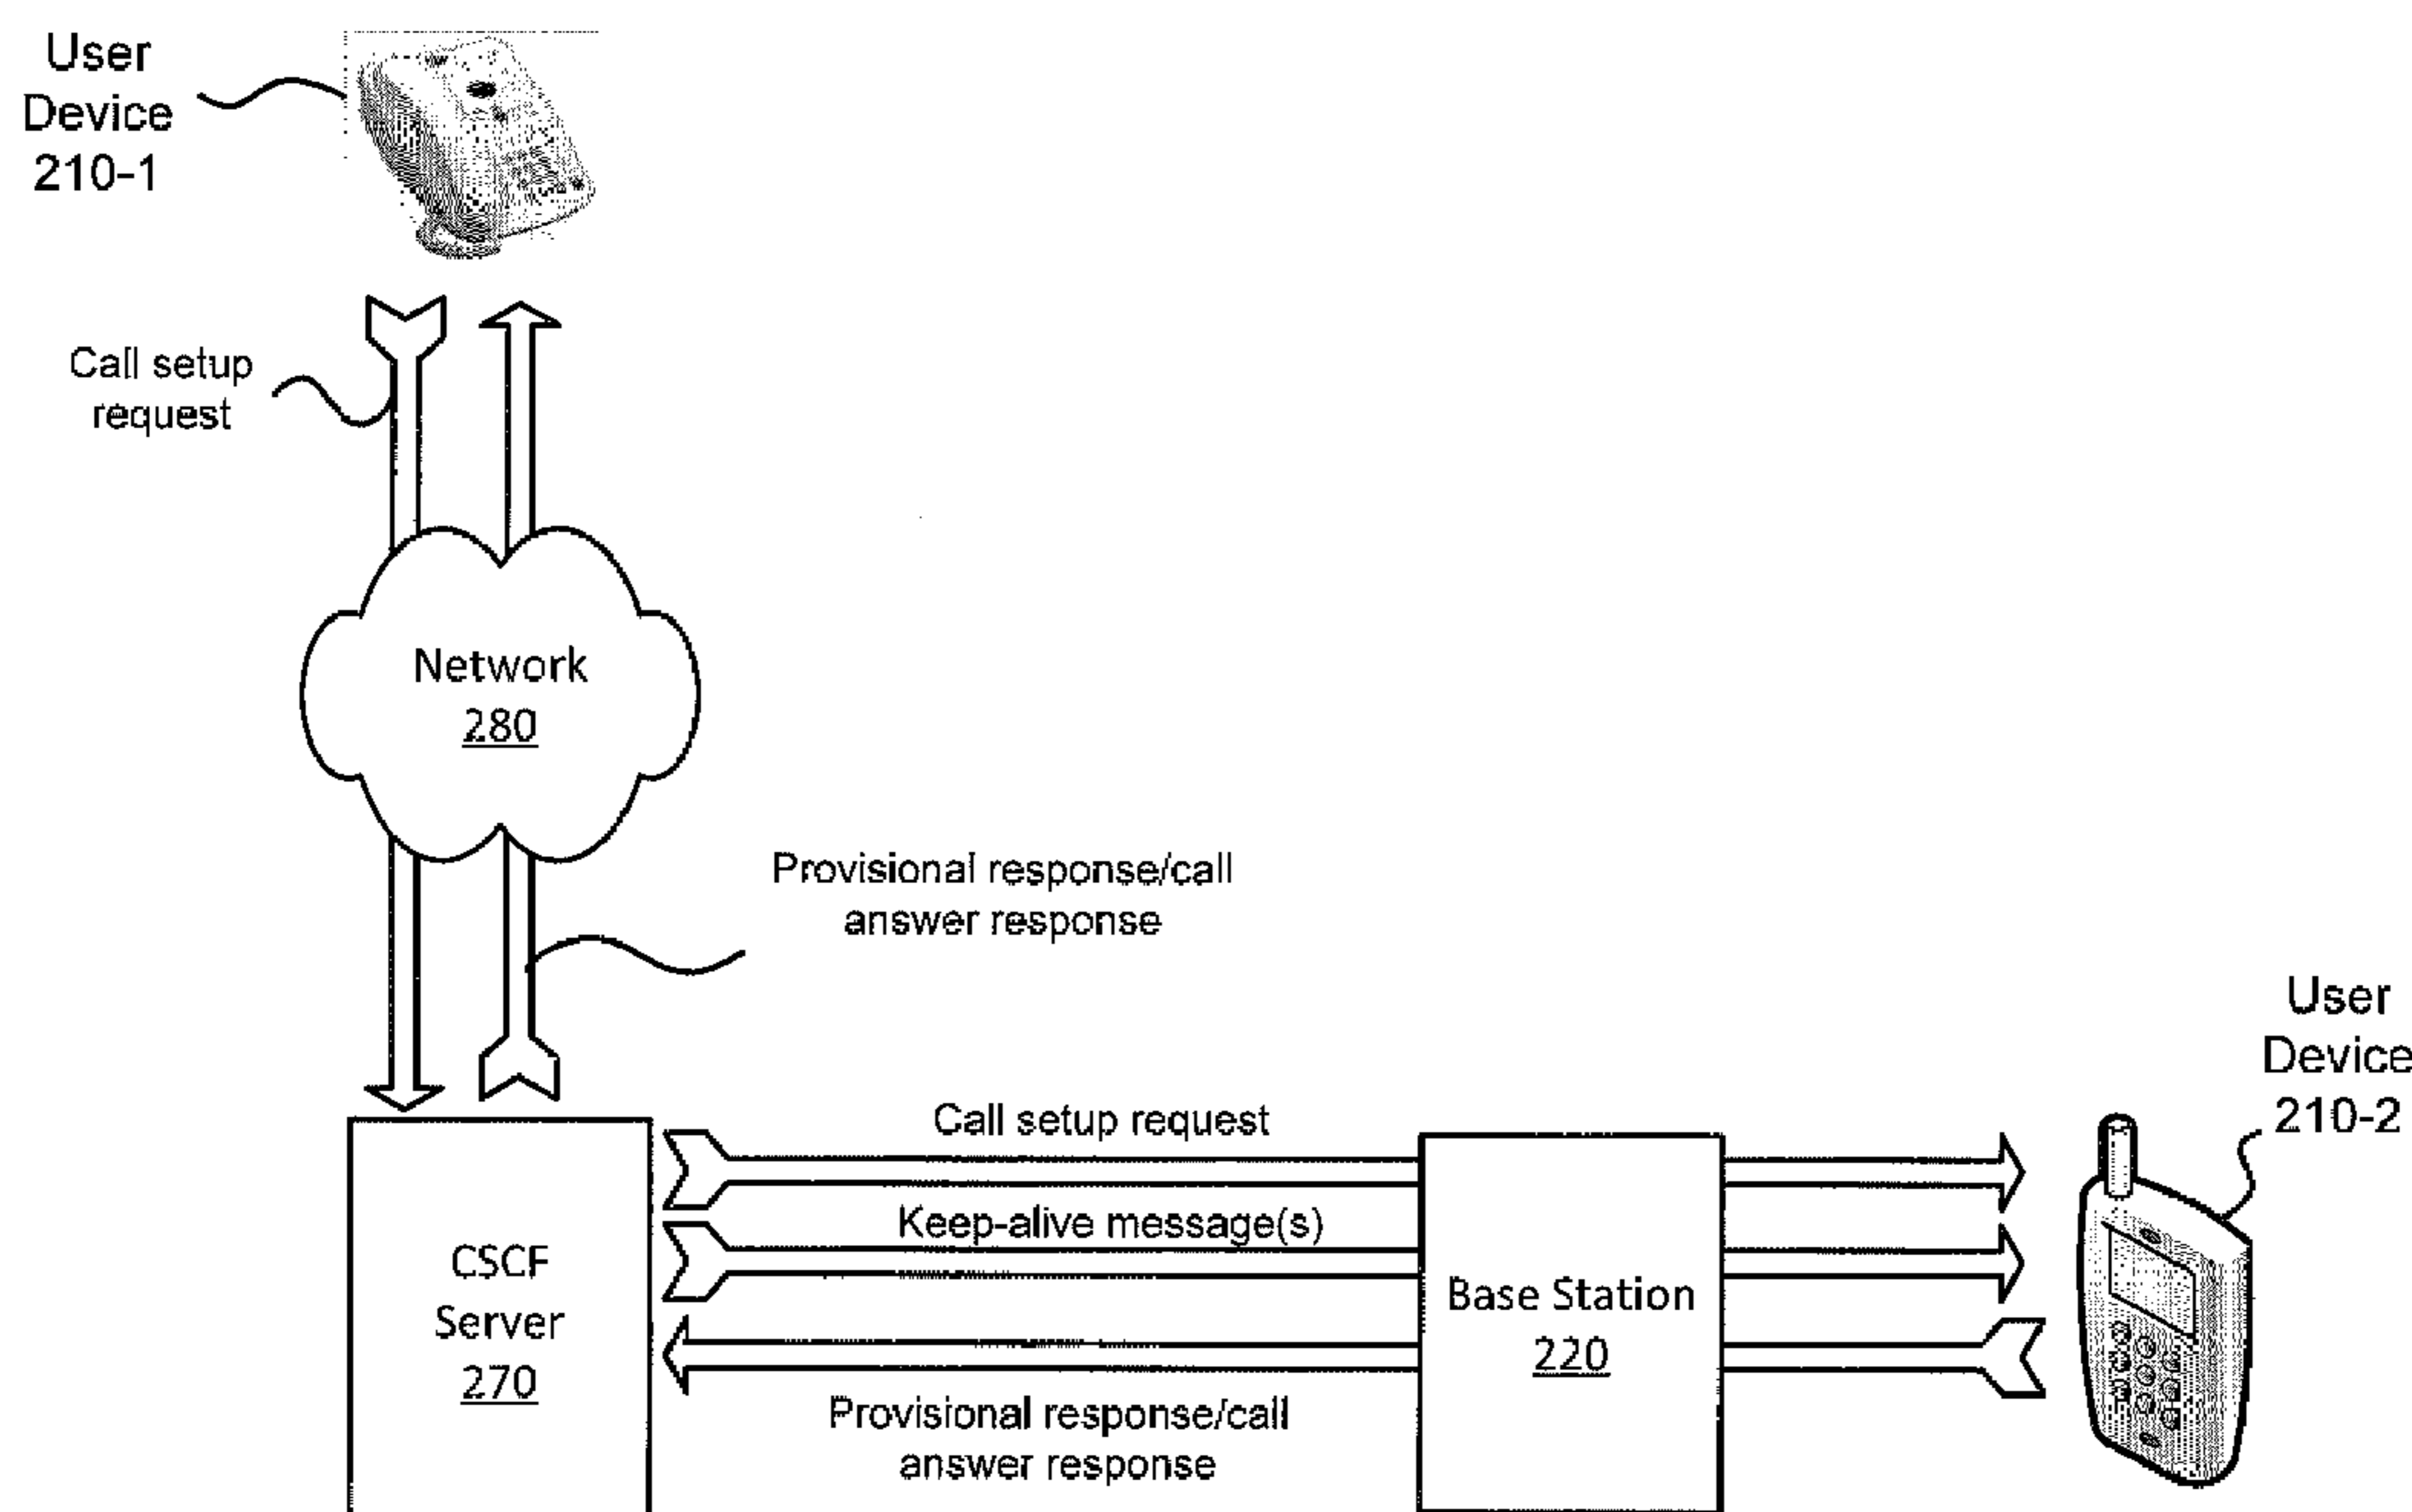 User
Device
210-1
Call setup
request
Network
280
Provisional response/call
answer response
User
Device
210-2
Call setup request
Keep-alive message(s)
CSCF
Server
270
Base Station
220
Provisional response/call
answer response